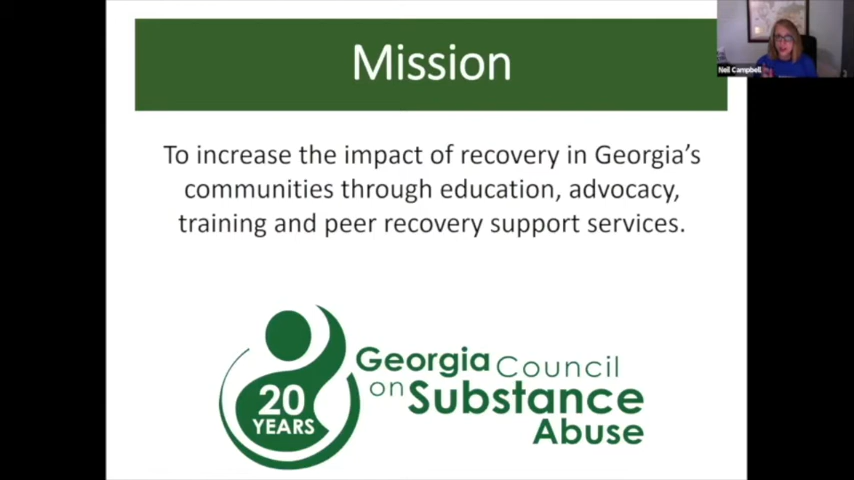 Mission
Neil Campbell
To increase the impact of recovery in Georgia's
communities through education, advocacy,
training and peer recovery support services.
20
YEARS
Georgia Council
on Substance
Abuse